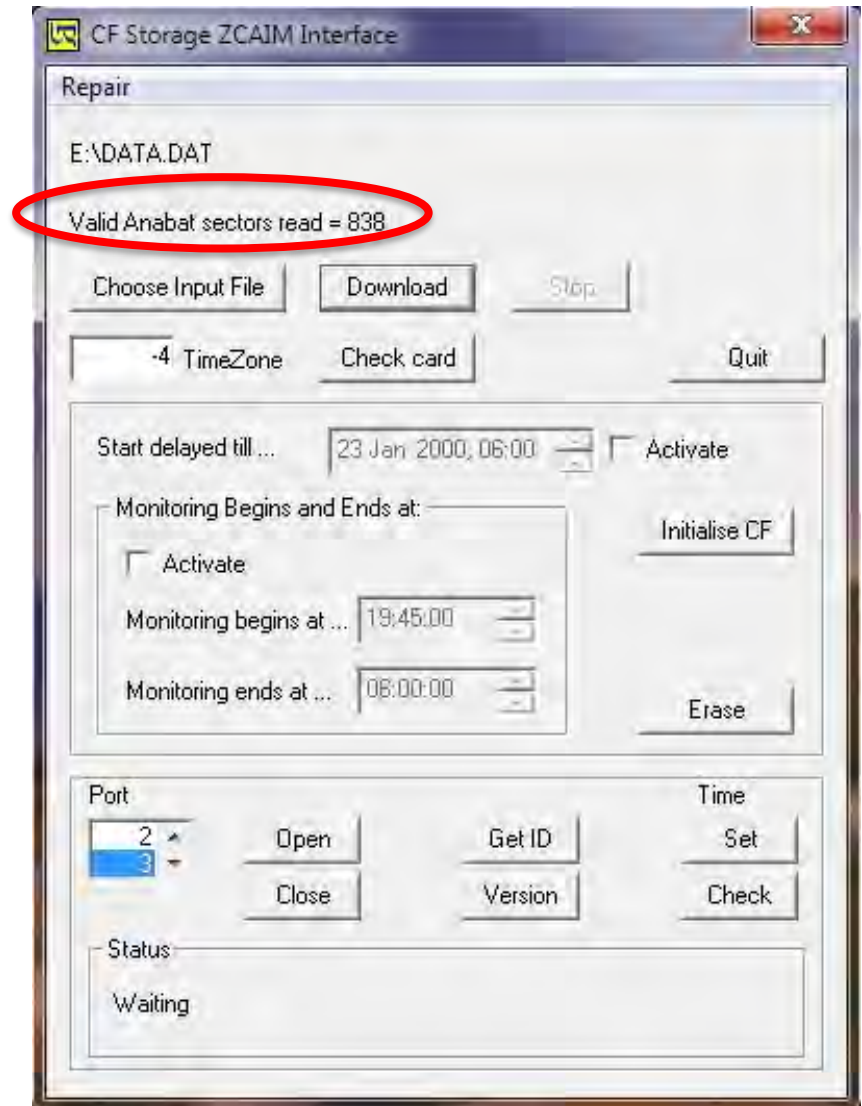 CF Storage ZCAIM Interface
Repair
E:\DATA.DAT
Valid Anabat sectors read = 838
Choose Input File Download Stop
-4 TimeZone Check card Quit
Start delayed till ... 23 Jan 2000, 06:00 Activate
Monitoring Begins and Ends at:
Initialise CF
Activate
Monitoring begins at ... 19:45:00
Monitoring ends at ... 08:00:00
Erase
Port Time
2 Open Get ID Set
3 Close Version Check
Status
Waiting